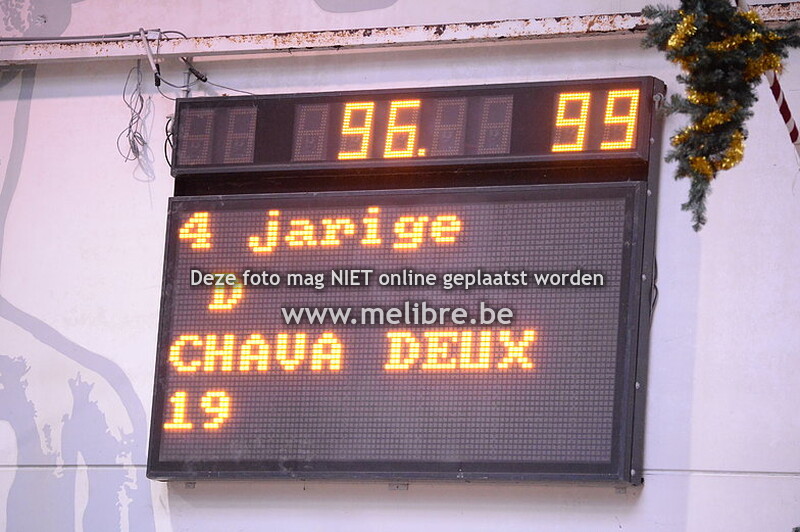 96. 99
4 jarige
Deze foto mag NIET online geplaatst worden
D
www.melibre.be
CHAVA DEUX
19